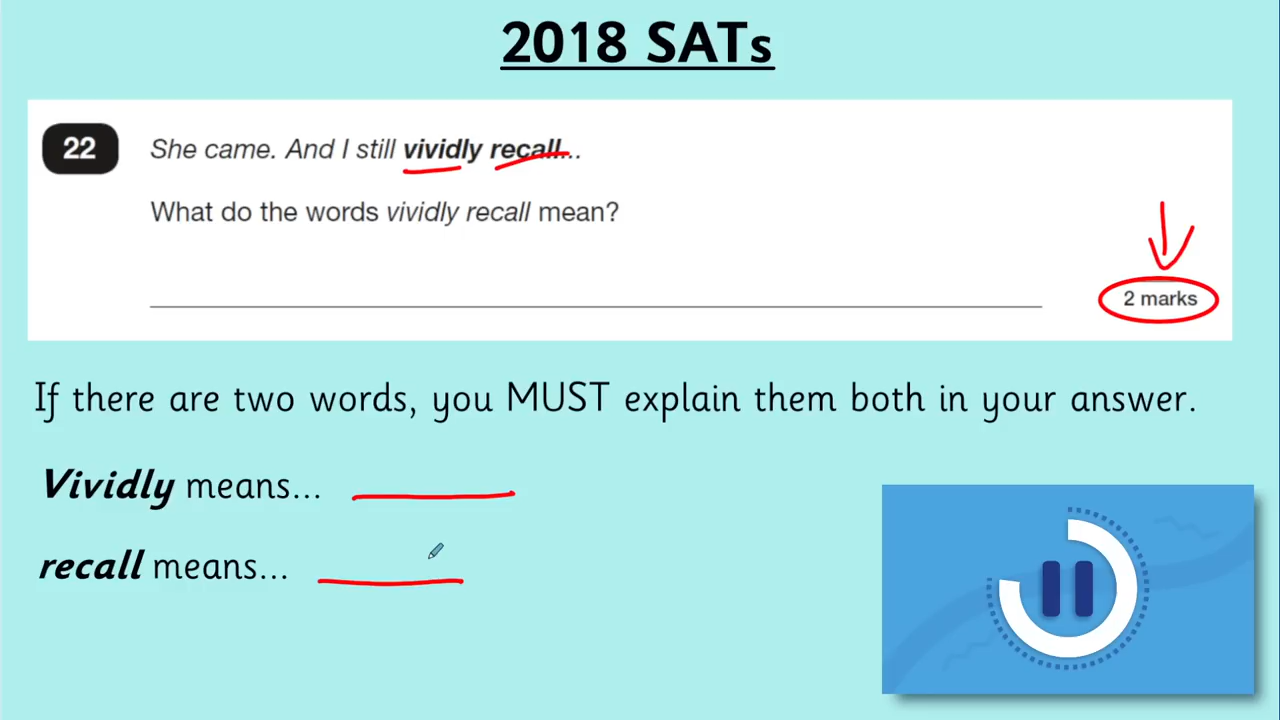 2018 SATs
22
She came. And I still vividly recall...
What do the words vividly recall mean?
2 marks
If there are two words, you MUST explain them both in your answer.
Vividly means...
recall means...